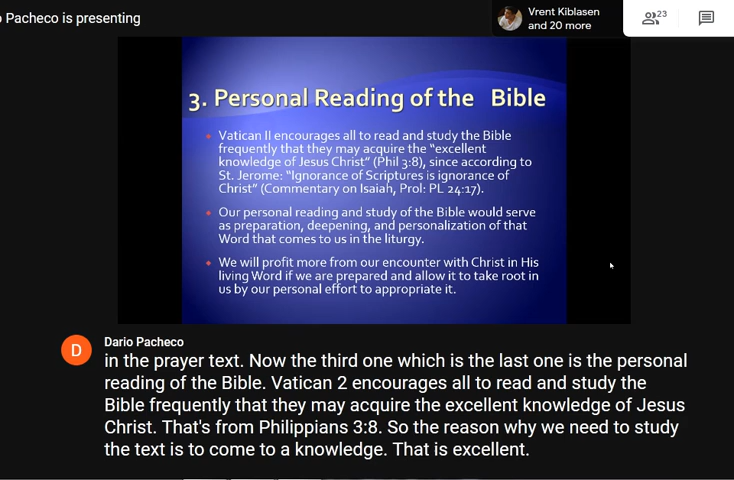 o Pacheco is presenting
Vrent Kiblasen
and 20 more
23
3. Personal Reading of the Bible
Vatican II encourages all to read and study the Bible
frequently that they may acquire the “excellent
knowledge of Jesus Christ” (Phil 3:8), since according to
St. Jerome: “Ignorance of Scriptures is ignorance of
Christ” (Commentary on Isaiah, Prol: PL 24:17).
Our personal reading and study of the Bible would serve
as preparation, deepening, and personalization of that
Word that comes to us in the liturgy.
We will profit more from our encounter with Christ in His
living Word if we are prepared and allow it to take root in
us by our personal effort to appropriate it.
D
Dario Pacheco
in the prayer text. Now the third one which is the last one is the personal
reading of the Bible. Vatican 2 encourages all to read and study the
Bible frequently that they may acquire the excellent knowledge of Jesus
Christ. That's from Philippians 3:8. So the reason why we need to study
the text is to come to a knowledge. That is excellent.